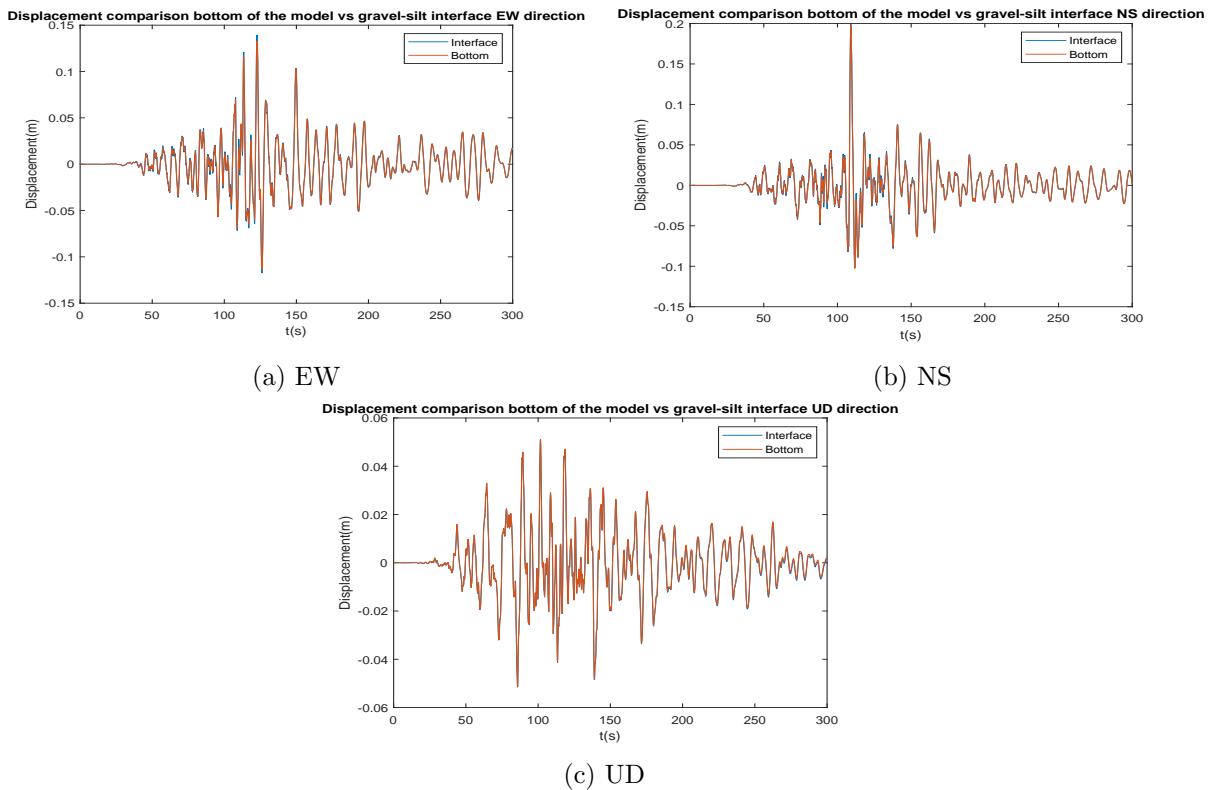 Displacement comparison bottom of the model vs gravel-silt interface EW direction
0.15
0.1
0.05
0
-0.05
-0.1
-0.15
Displacement(m)
Interface
Bottom
0 50 100 150 200 250 300
t(s)
(a) EW
Displacement comparison bottom of the model vs gravel-silt interface NS direction
0.2
0.15
0.1
0.05
0
-0.05
-0.1
-0.15
Displacement(m)
Interface
Bottom
0 50 100 150 200 250 300
t(s)
(b) NS
Displacement comparison bottom of the model vs gravel-silt interface UD direction
0.06
0.04
0.02
0
-0.02
-0.04
-0.06
Displacement(m)
Interface
Bottom
0 50 100 150 200 250 300
t(s)
(c) UD